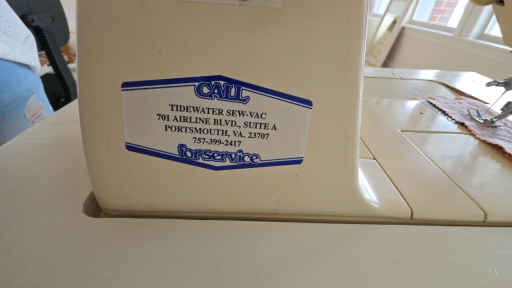 CALL
TIDEWATER SEW-VAC
701 AIRLINE BLVD., SUITE A
PORTSMOUTH, VA. 23707
757-399-2417
for service